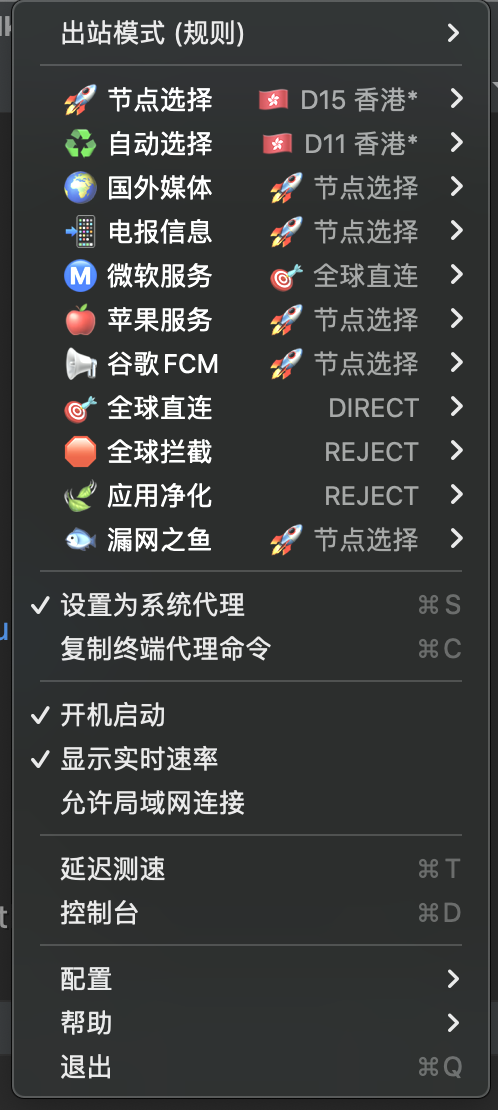 出站模式 (规则)
🚀 节点选择 🇭🇰 D15 香港*
♻️ 自动选择 🇭🇰 D11 香港*
🌍 国外媒体 🚀 节点选择
📲 电报信息 🚀 节点选择
Ⓜ️ 微软服务 🎯 全球直连
🍎 苹果服务 🚀 节点选择
📢 谷歌FCM 🚀 节点选择
🎯 全球直连 DIRECT
🛑 全球拦截 REJECT
🍃 应用净化 REJECT
🐟 漏网之鱼 🚀 节点选择
✓ 设置为系统代理 ⌘S
复制终端代理命令 ⌘C
✓ 开机启动
✓ 显示实时速率
允许局域网连接
延迟测速 ⌘T
控制台 ⌘D
配置
帮助
退出 ⌘Q